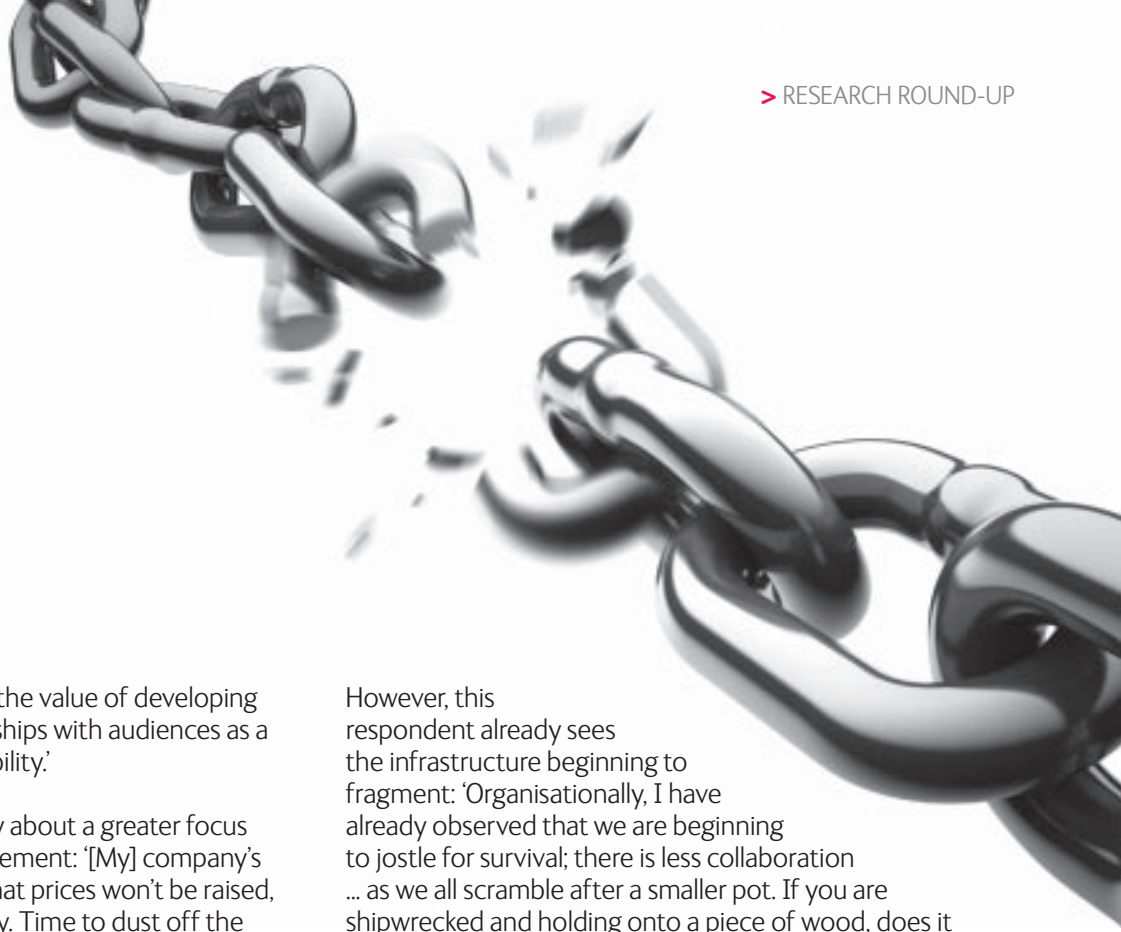 > RESEARCH ROUND-UP
the value of developing
ships with audiences as a
bility.’
y about a greater focus
ement: ‘[My] company’s
hat prices won’t be raised,
y. Time to dust off the
However, this
respondent already sees
the infrastructure beginning to
fragment: ‘Organisationally, I have
already observed that we are beginning
to jostle for survival; there is less collaboration
... as we all scramble after a smaller pot. If you are
shipwrecked and holding onto a piece of wood, does it